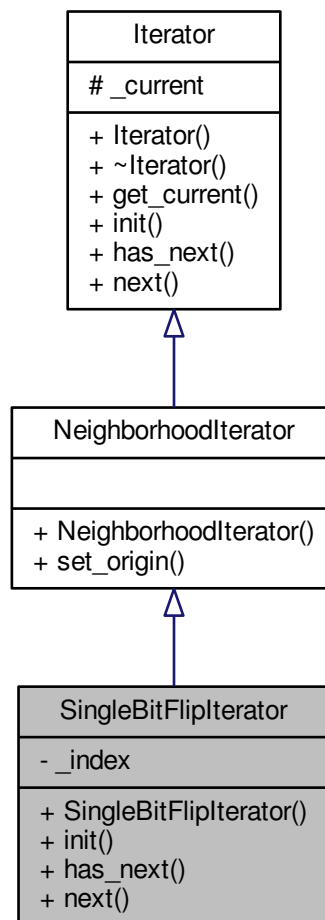 Iterator
# _current
+ Iterator()
+ ~Iterator()
+ get_current()
+ init()
+ has_next()
+ next()
NeighborhoodIterator
+ NeighborhoodIterator()
+ set_origin()
SingleBitFlipIterator
- _index
+ SingleBitFlipIterator()
+ init()
+ has_next()
+ next()